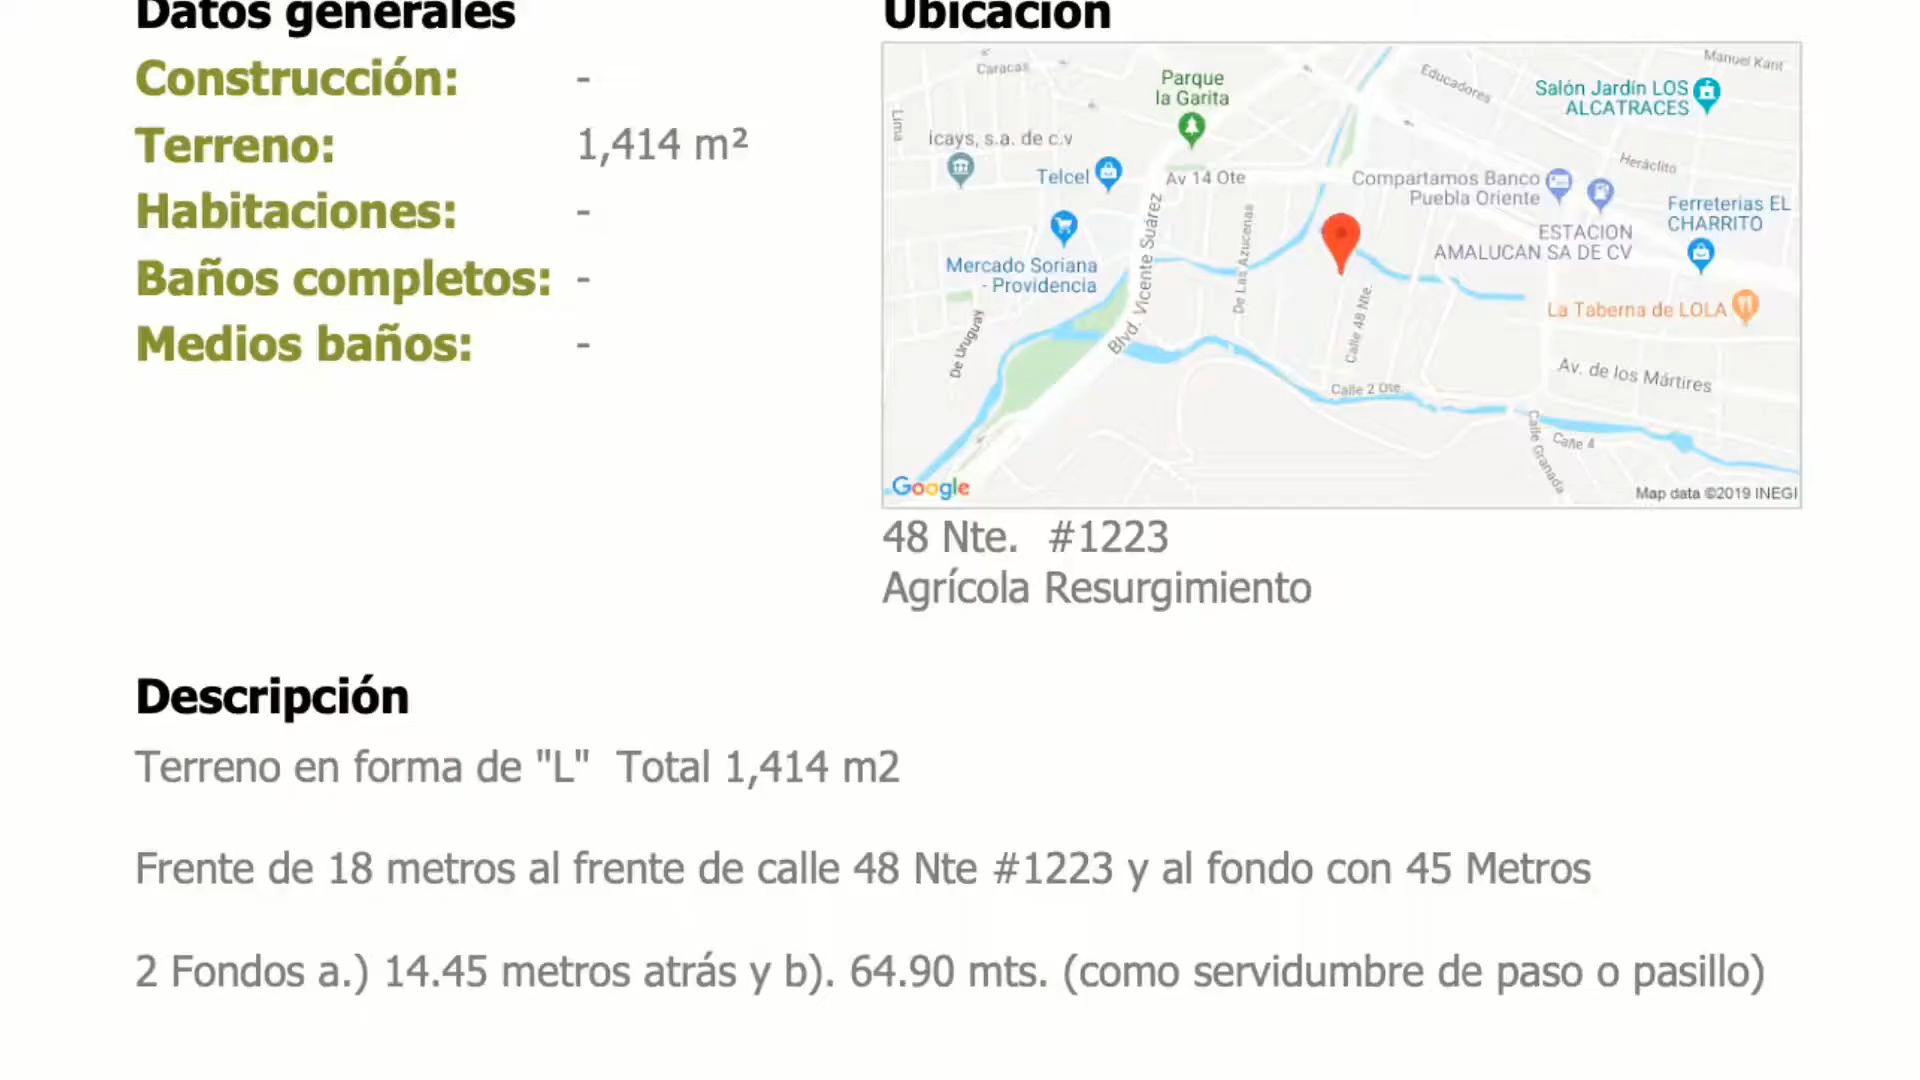 Datos generales
Construcción: -
Terreno: 1,414 m²
Habitaciones: -
Baños completos: -
Medios baños: -
Ubicación
Caracas
Lima
icays, s.a. de c.v
Telcel
Parque
la Garita
Av 14 Ote
Mercado Soriana
- Providencia
De Uruguay
Blvd. Vicente Suárez
De Las Azucenas
Educadores
Manuel Kant
Salón Jardín LOS
ALCATRACES
Heráclito
Compartamos Banco
Puebla Oriente
ESTACION
AMALUCAN SA DE CV
Ferreterias EL
CHARRITO
La Taberna de LOLA
Calle 48 Nte.
Calle 2 Ote.
Av. de los Mártires
Calle 4
Calle Granada
Google
Map data ©2019 INEGI
48 Nte. #1223
Agrícola Resurgimiento
Descripción
Terreno en forma de "L" Total 1,414 m2
Frente de 18 metros al frente de calle 48 Nte #1223 y al fondo con 45 Metros
2 Fondos a.) 14.45 metros atrás y b). 64.90 mts. (como servidumbre de paso o pasillo)